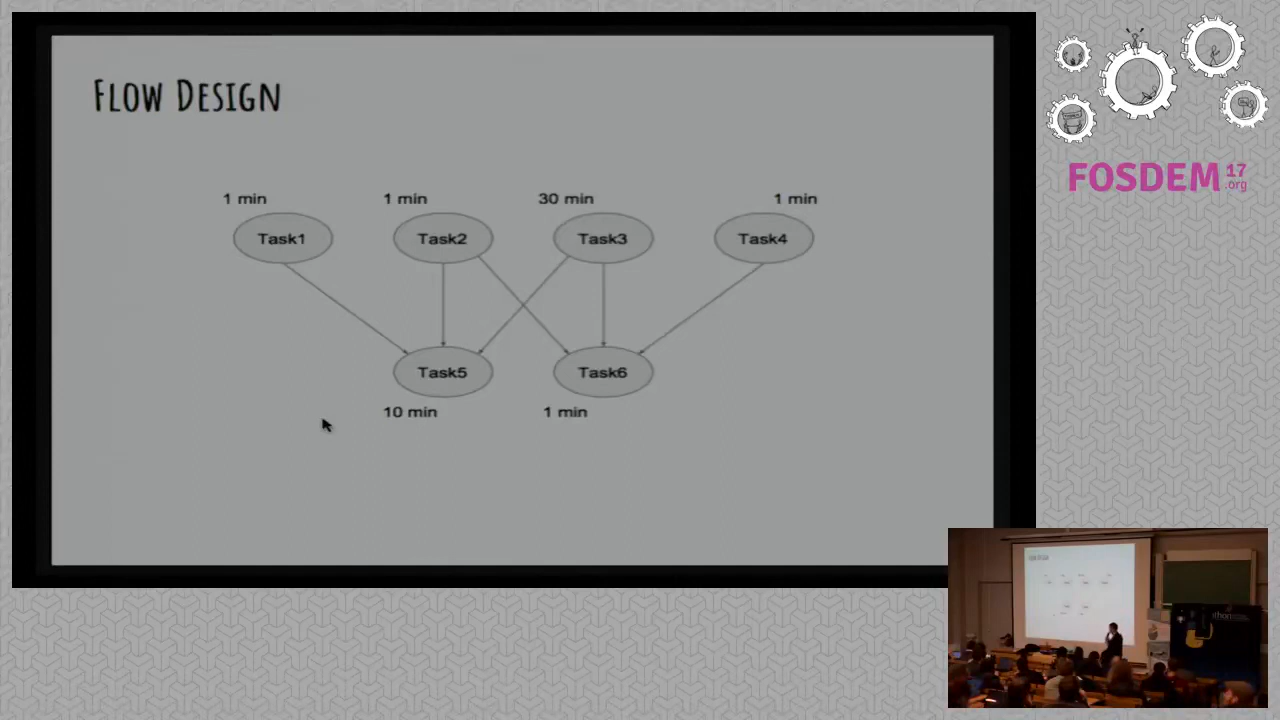 Flow Design
1 min
1 min
30 min
1 min
Task1
Task2
Task3
Task4
Task5
Task6
10 min
1 min
FOSDEM 17
.org